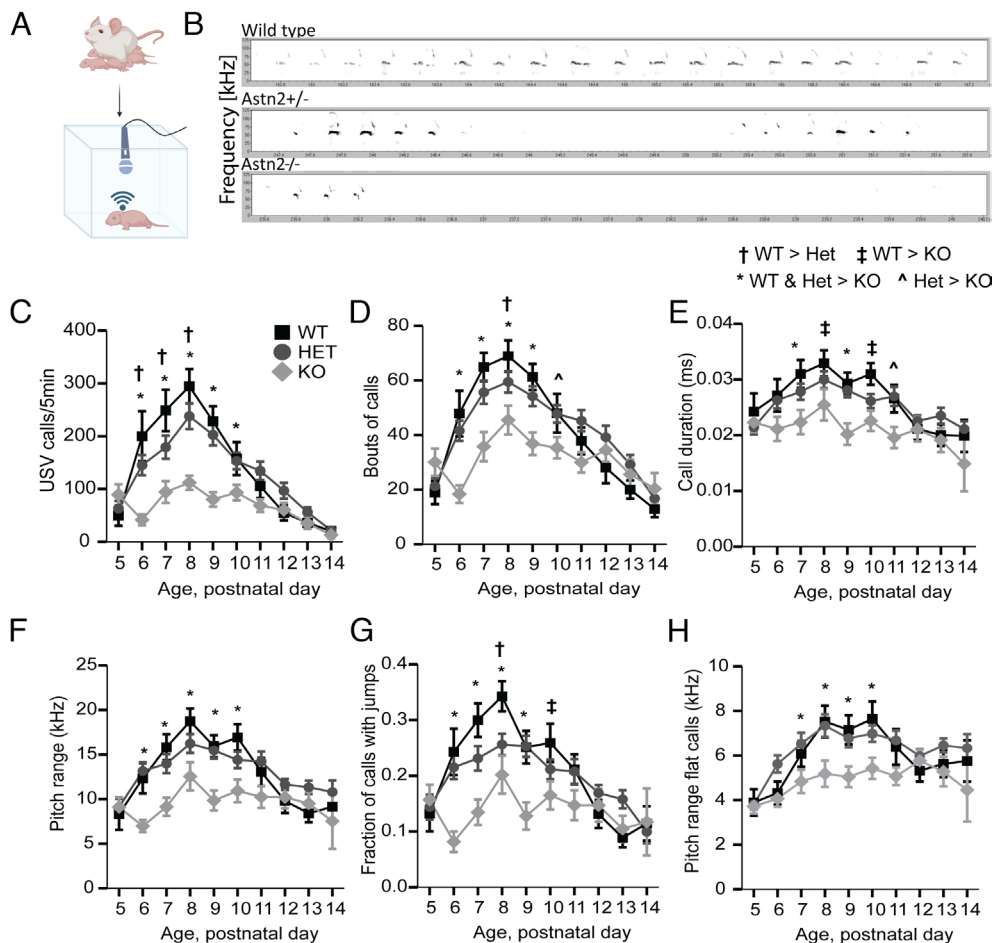 A
B
Frequency [kHz]
Wild type
Astn2+/-
Astn2-/-
† WT > Het ‡ WT > KO
* WT & Het > KO ^ Het > KO
C
USV calls/5min
400
300
200
100
0
† † †
* * * * *
WT
HET
KO
5 6 7 8 9 10 11 12 13 14
Age, postnatal day
D
Bouts of calls
80
60
40
20
0
†
* * * * ^
5 6 7 8 9 10 11 12 13 14
Age, postnatal day
E
Call duration (ms)
0.04
0.03
0.02
0.01
0.00
* ‡ * ‡ ^
5 6 7 8 9 10 11 12 13 14
Age, postnatal day
F
Pitch range
(kHz)
25
20
15
10
5
0
* * * * *
5 6 7 8 9 10 11 12 13 14
Age, postnatal day
G
Fraction of calls with jumps
0.4
0.3
0.2
0.1
0.0
†
* * * * ‡
5 6 7 8 9 10 11 12 13 14
Age, postnatal day
H
Pitch range flat calls (kHz)
10
8
6
4
2
0
* * * *
5 6 7 8 9 10 11 12 13 14
Age, postnatal day